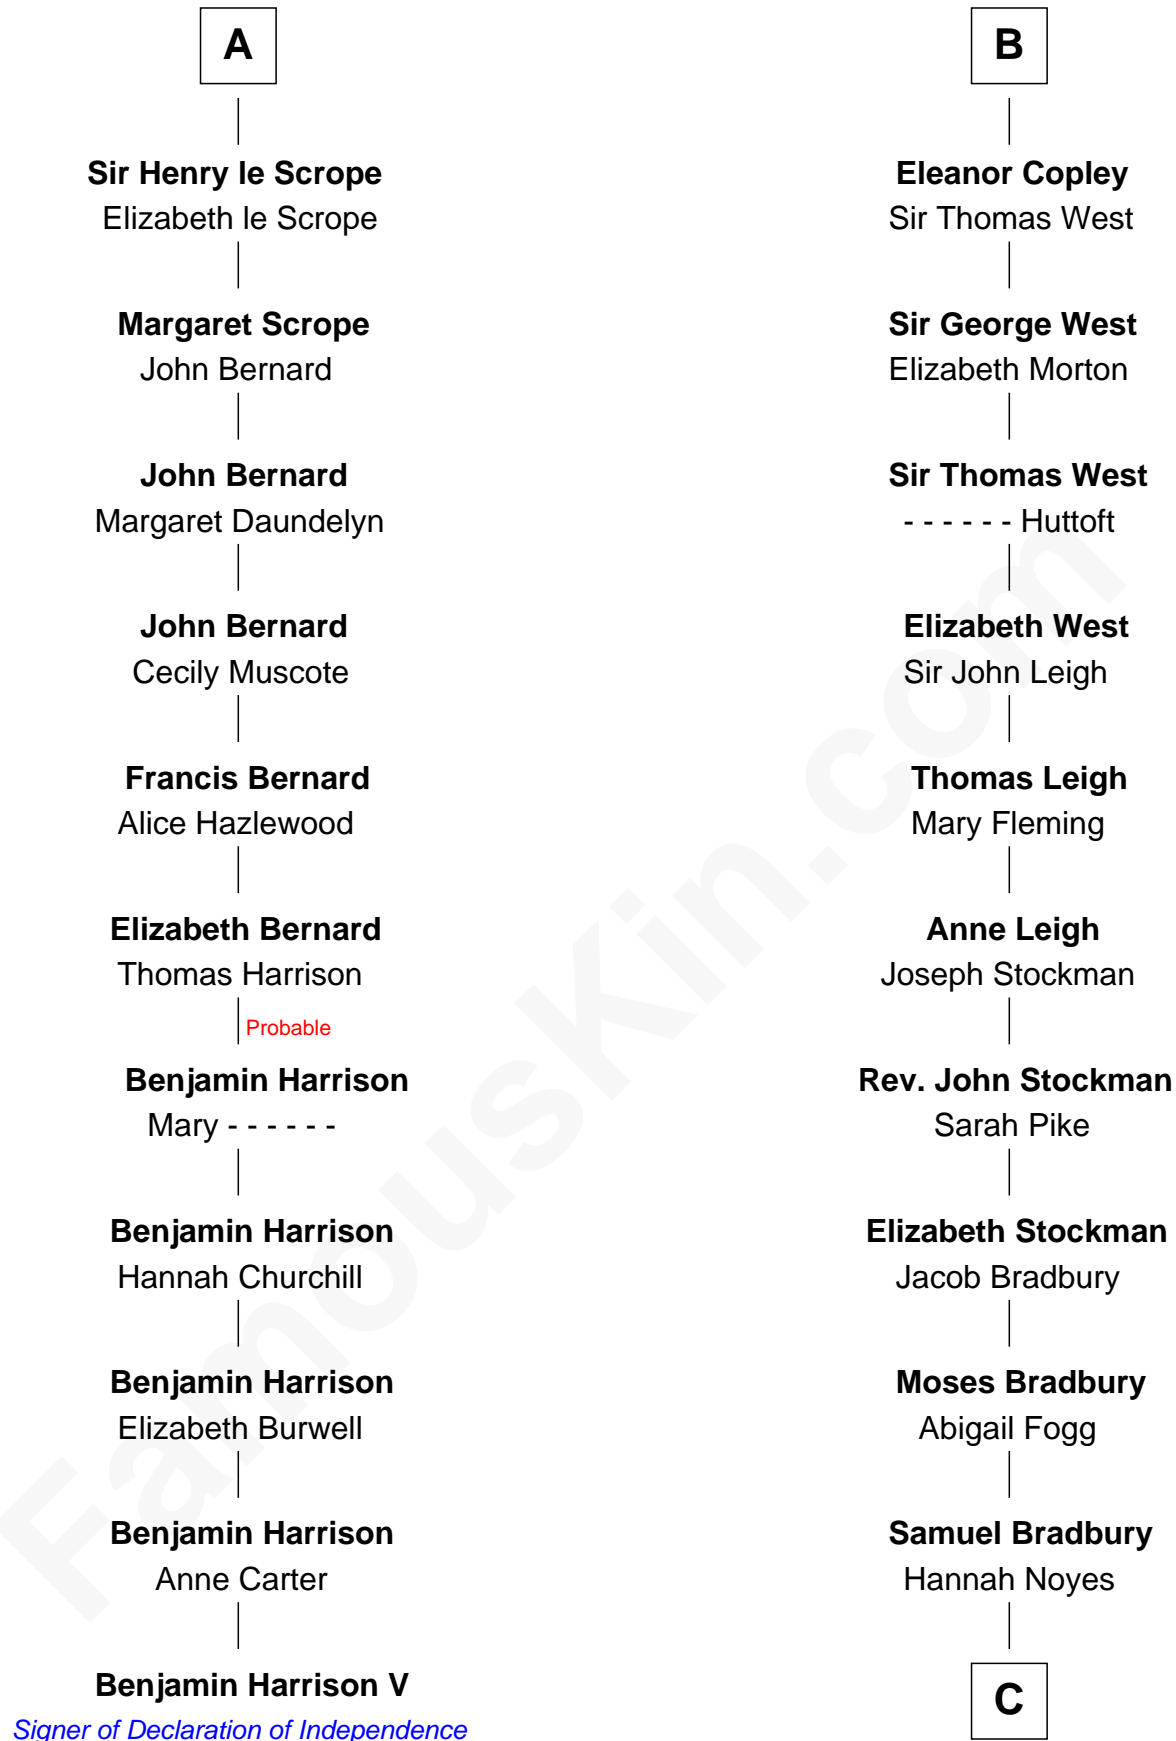 A
Sir Henry le Scrope
Elizabeth le Scrope
Margaret Scrope
John Bernard
John Bernard
Margaret Daundelyn
John Bernard
Cecily Muscote
Francis Bernard
Alice Hazlewood
Elizabeth Bernard
Thomas Harrison
Probable
Benjamin Harrison
Mary - - - - - -
Benjamin Harrison
Hannah Churchill
Benjamin Harrison
Elizabeth Burwell
Benjamin Harrison
Anne Carter
Benjamin Harrison V
Signer of Declaration of Independence
B
Eleanor Copley
Sir Thomas West
Sir George West
Elizabeth Morton
Sir Thomas West
- - - - - - Huttoft
Elizabeth West
Sir John Leigh
Thomas Leigh
Mary Fleming
Anne Leigh
Joseph Stockman
Rev. John Stockman
Sarah Pike
Elizabeth Stockman
Jacob Bradbury
Moses Bradbury
Abigail Fogg
Samuel Bradbury
Hannah Noyes
C
FamousKin.com